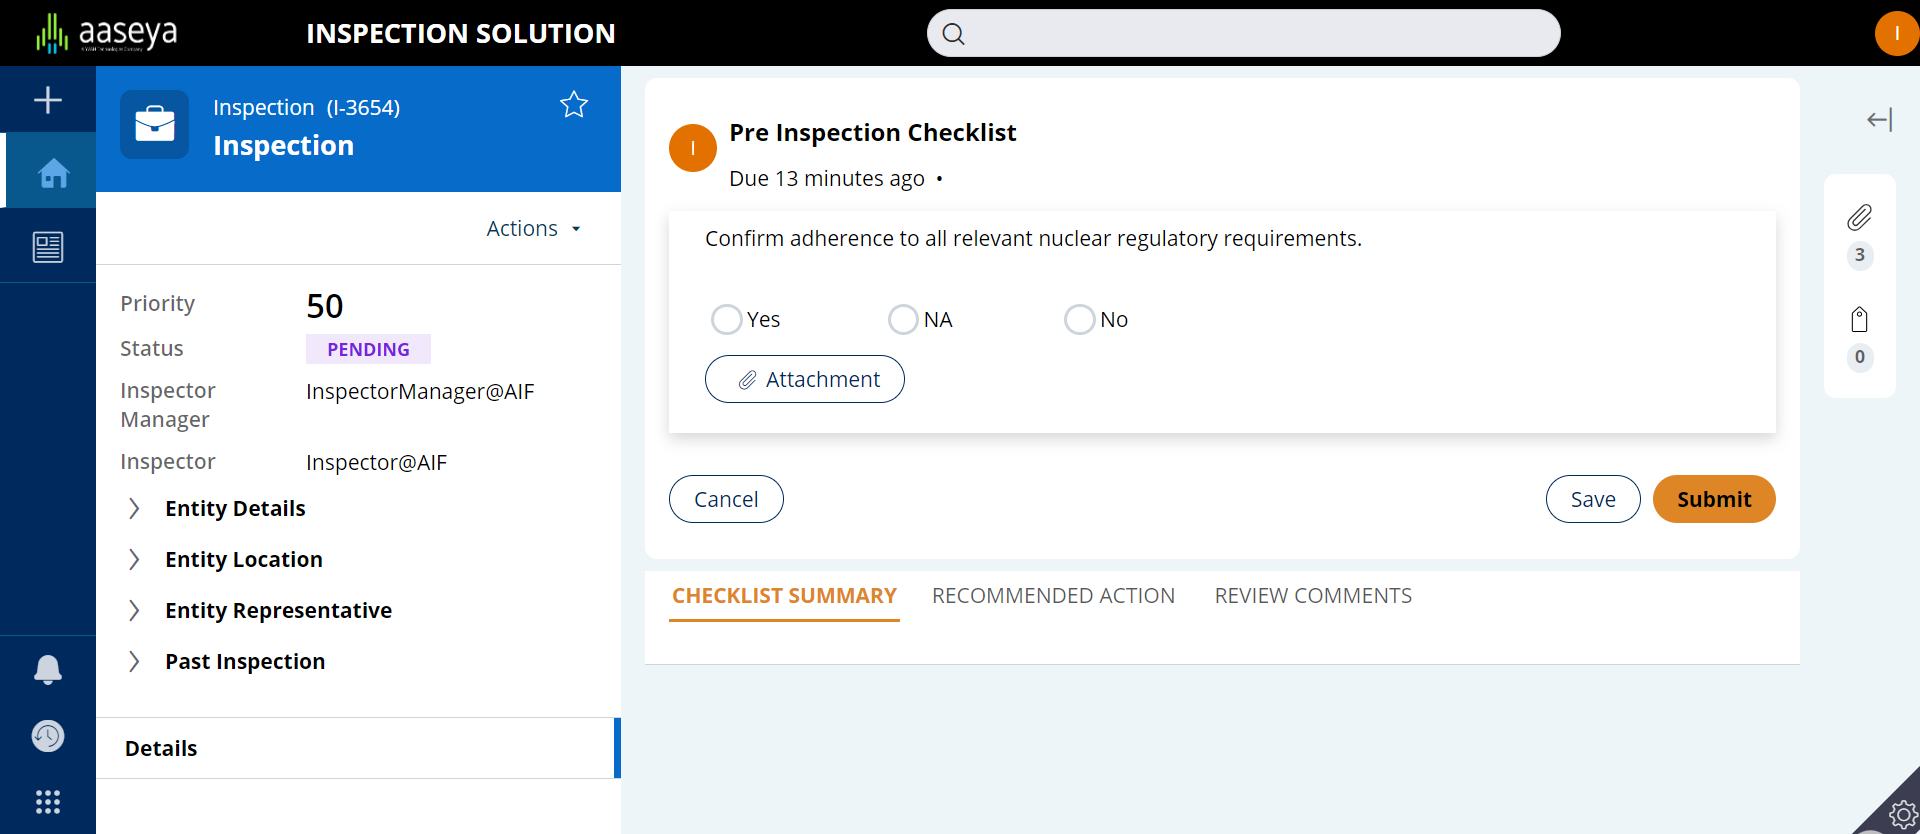 aaseya
INSPECTION SOLUTION
I
Inspection (I-3654)
Inspection
Actions
Priority 50
Status PENDING
Inspector Manager InspectorManager@AIF
Inspector Inspector@AIF
Entity Details
Entity Location
Entity Representative
Past Inspection
Details
I
Pre Inspection Checklist
Due 13 minutes ago •
Confirm adherence to all relevant nuclear regulatory requirements.
Yes NA No
Attachment
Cancel Save Submit
CHECKLIST SUMMARY RECOMMENDED ACTION REVIEW COMMENTS
3
0